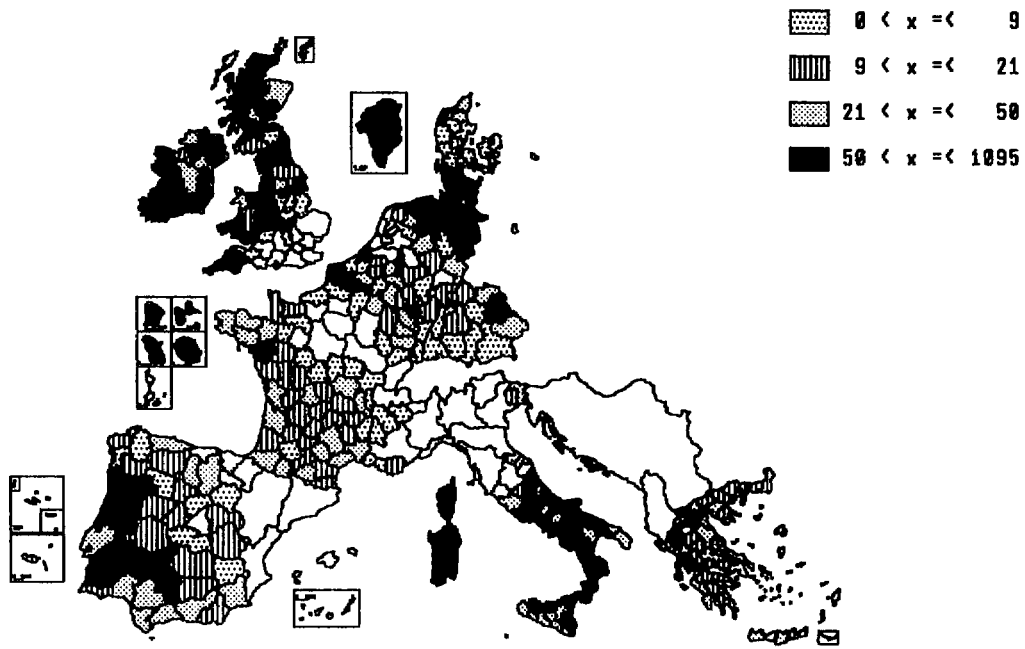 0 < x =< 9
9 < x =< 21
21 < x =< 50
50 < x =< 1095